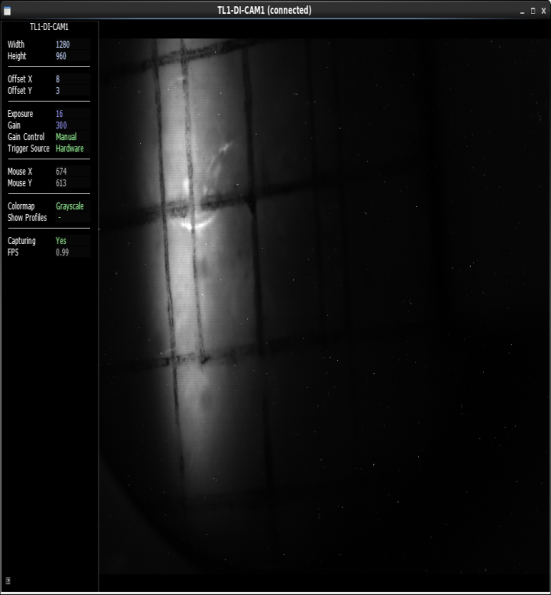 TL1-DI-CAM1 (connected)
TL1-DI-CAM1
Width 1280
Height 960
Offset X 8
Offset Y 3
Exposure 16
Gain 300
Gain Control Manual
Trigger Source Hardware
Mouse X 674
Mouse Y 613
Colormap Grayscale
Show Profiles -
Capturing Yes
FPS 0.99